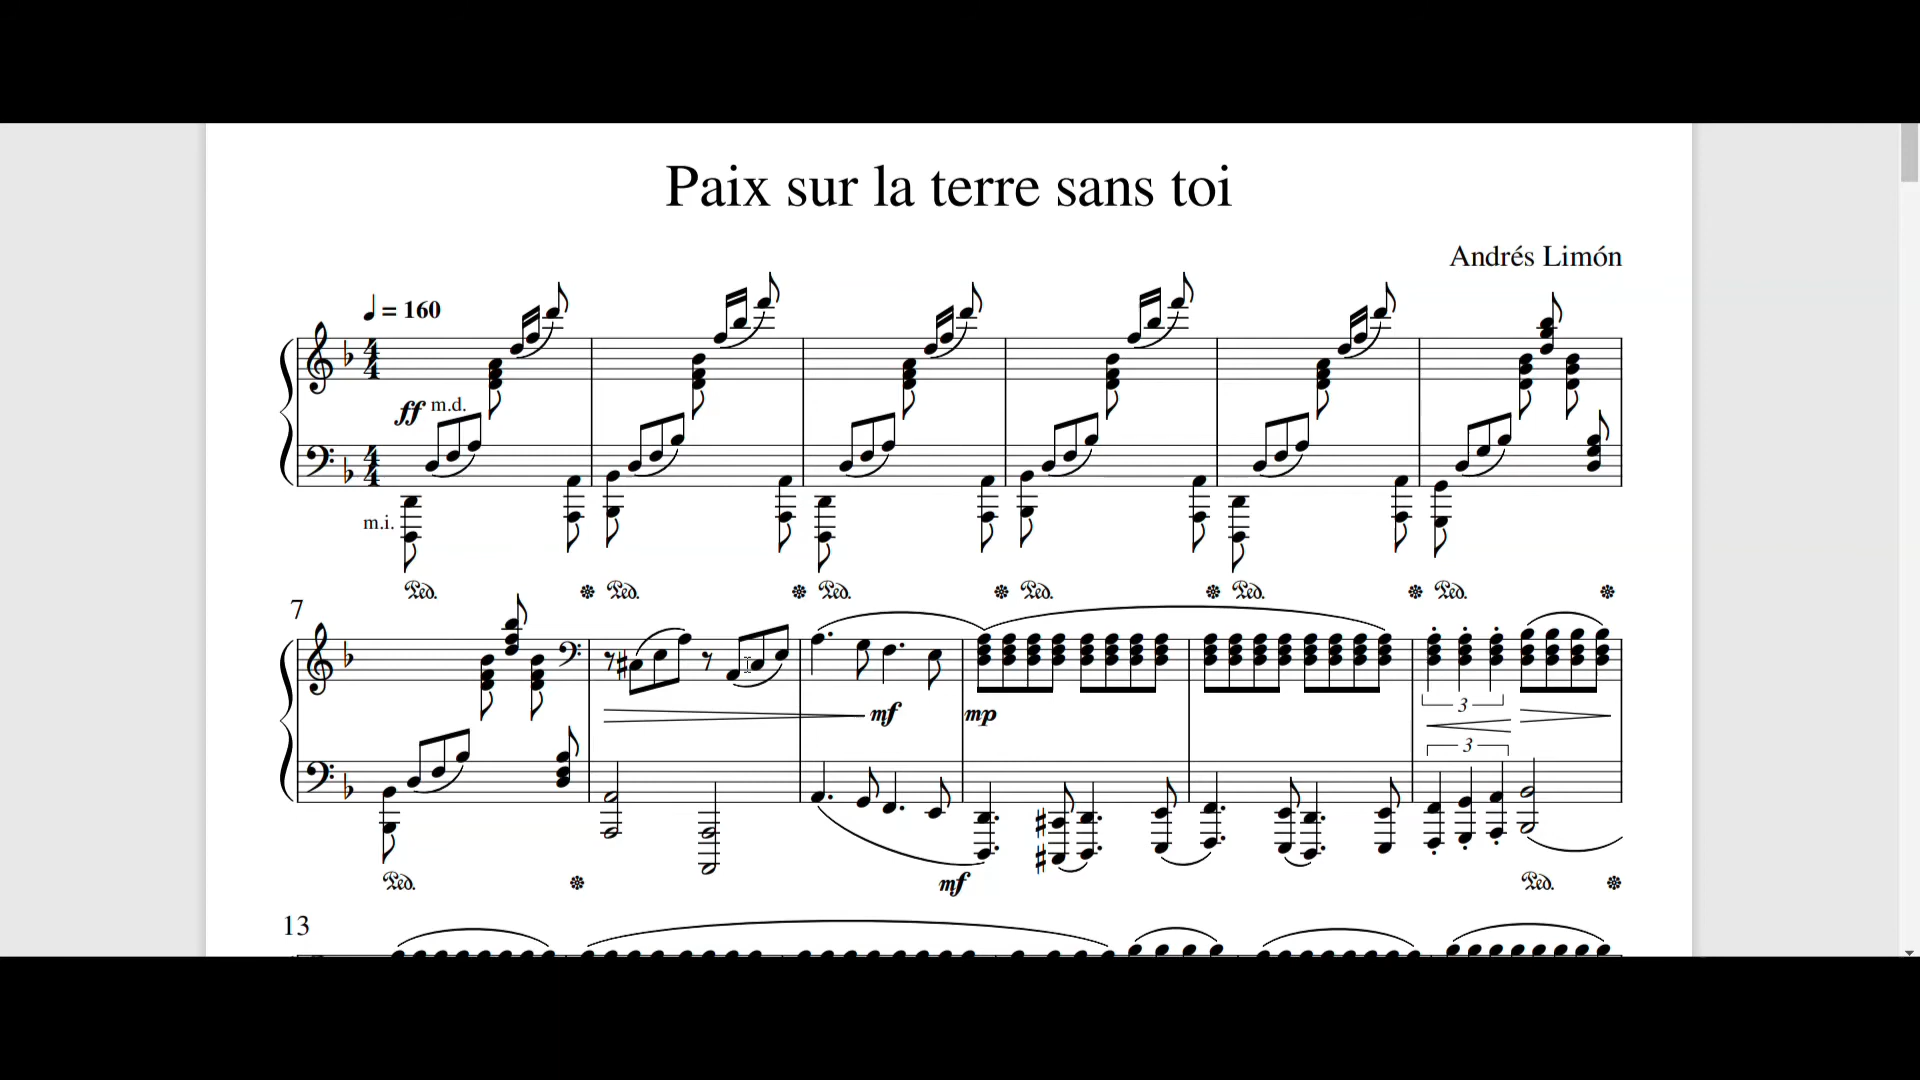 Paix sur la terre sans toi
Andrés Limón
= 160
ff m.d.
m.i.
Ped. Ped. Ped. Ped. Ped. Ped.
7
mf mp
3
3
mf
Ped. Ped.
13